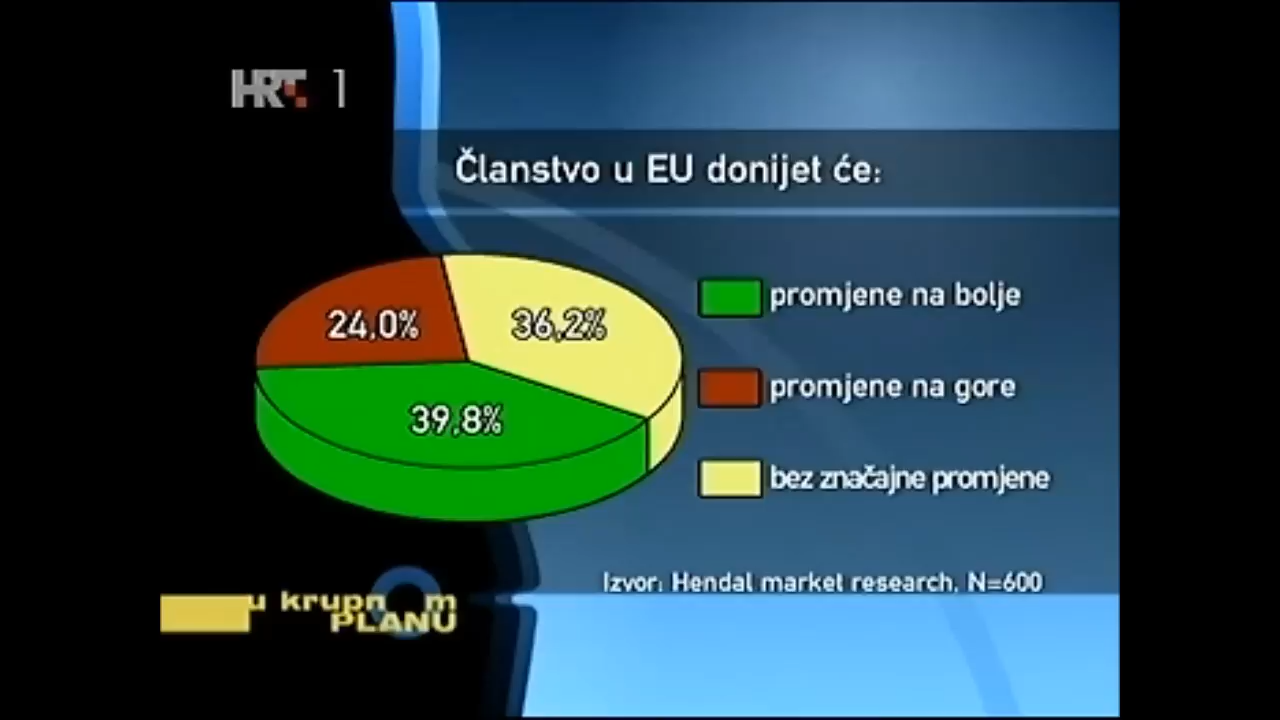 HRT 1
Članstvo u EU donijet će:
24,0%
36,2%
39,8%
promjene na bolje
promjene na gore
bez značajne promjene
Izvor: Hendal market research, N=600
u krupnom
PLANU